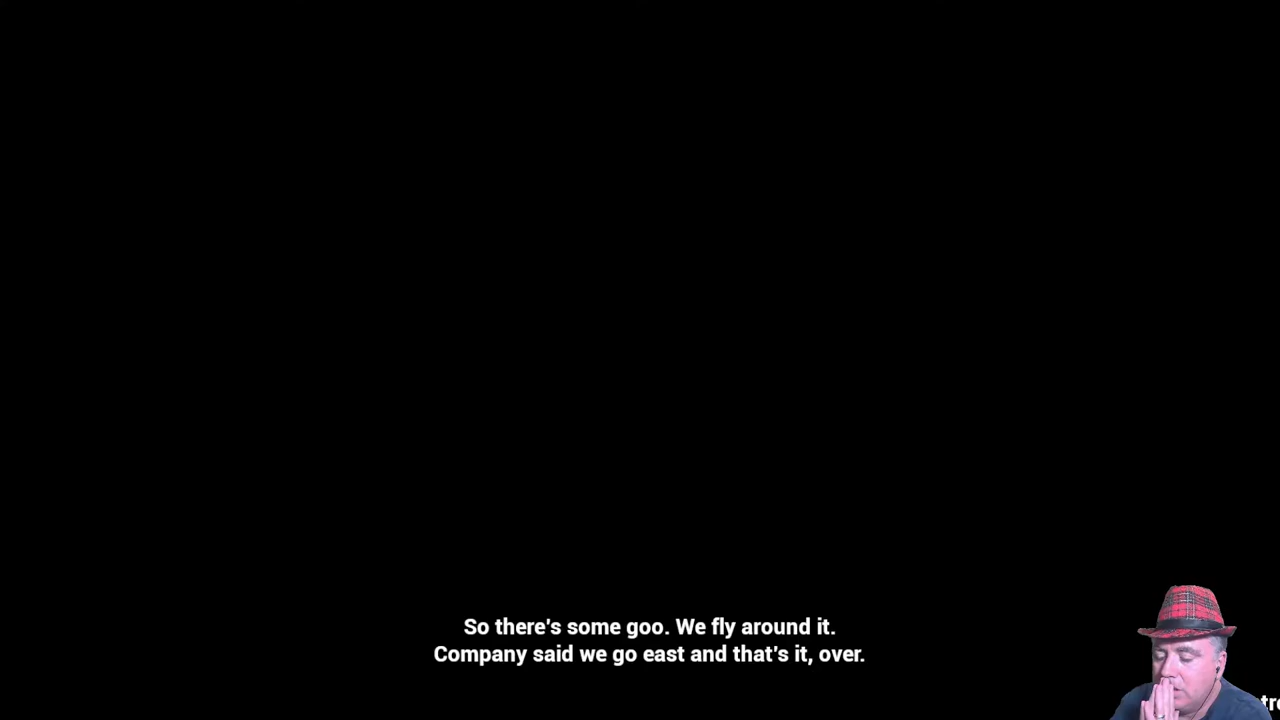 So there's some goo. We fly around it.
Company said we go east and that's it, over.